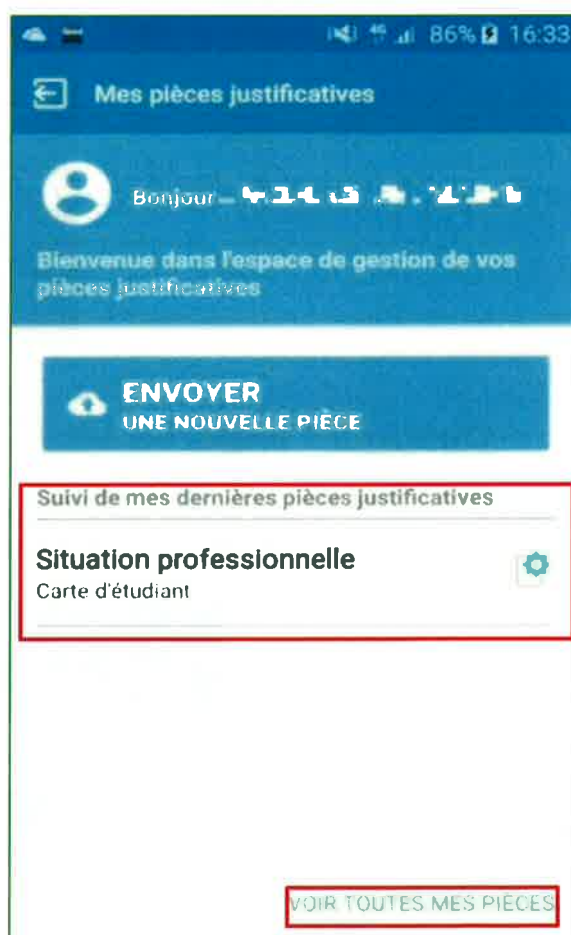 4G 86% 16:33
Mes pièces justificatives
Bonjour
Bienvenue dans l'espace de gestion de vos
pièces justificatives
ENVOYER
UNE NOUVELLE PIÈCE
Suivi de mes dernières pièces justificatives
Situation professionnelle
Carte d'étudiant
VOIR TOUTES MES PIÈCES